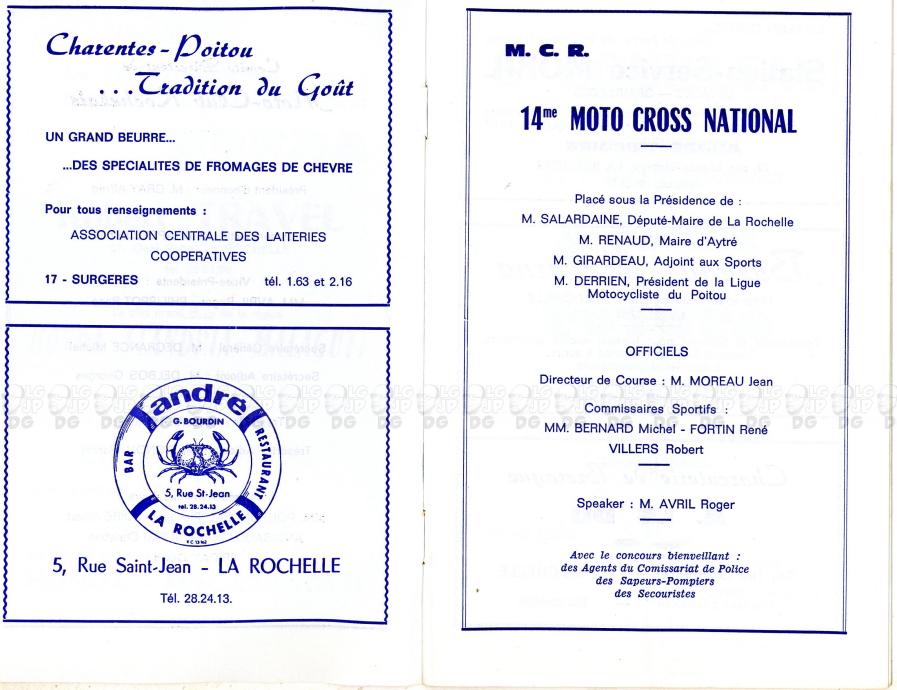 Charentes-Poitou
...Tradition du Goût
UN GRAND BEURRE...
...DES SPECIALITES DE FROMAGES DE CHEVRE
Pour tous renseignements :
ASSOCIATION CENTRALE DES LAITERIES
COOPERATIVES
17 - SURGERES tél. 1.63 et 2.16
andré
G. BOURDIN
BAR
RESTAURANT
5, Rue St-Jean
tel. 28.24.13
LA ROCHELLE
5, Rue Saint-Jean - LA ROCHELLE
Tél. 28.24.13.
M. C. R.
14me MOTO CROSS NATIONAL
Placé sous la Présidence de :
M. SALARDAINE, Député-Maire de La Rochelle
M. RENAUD, Maire d'Aytré
M. GIRARDEAU, Adjoint aux Sports
M. DERRIEN, Président de la Ligue
Motocycliste du Poitou
OFFICIELS
Directeur de Course : M. MOREAU Jean
Commissaires Sportifs :
MM. BERNARD Michel - FORTIN René
VILLERS Robert
Speaker : M. AVRIL Roger
Avec le concours bienveillant :
des Agents du Comissariat de Police
des Sapeurs-Pompiers
des Secouristes